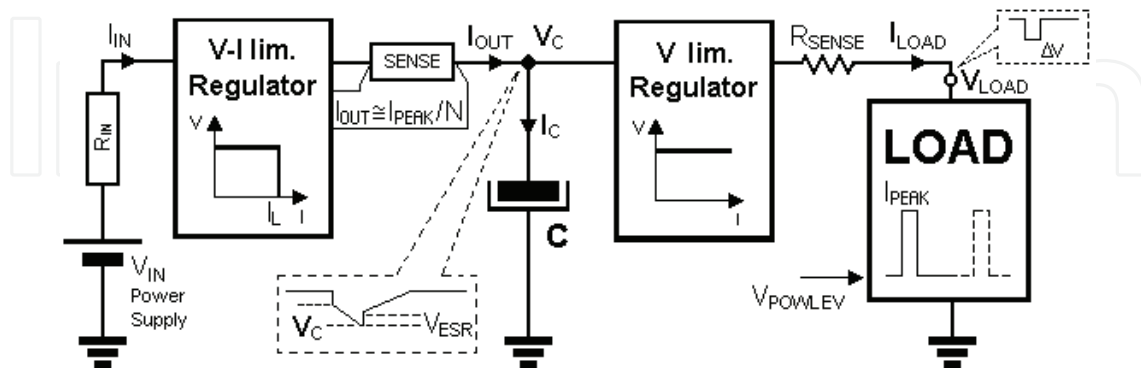 I_IN
V-I lim.
Regulator
V
I_L
I
R_IN
V_IN
Power
Supply
SENSE
I_OUT≅I_PEAK/N
I_OUT
V_C
I_C
C
V_C
V_ESR
V lim.
Regulator
V
I
R_SENSE
I_LOAD
ΔV
V_LOAD
LOAD
I_PEAK
V_POWLEV